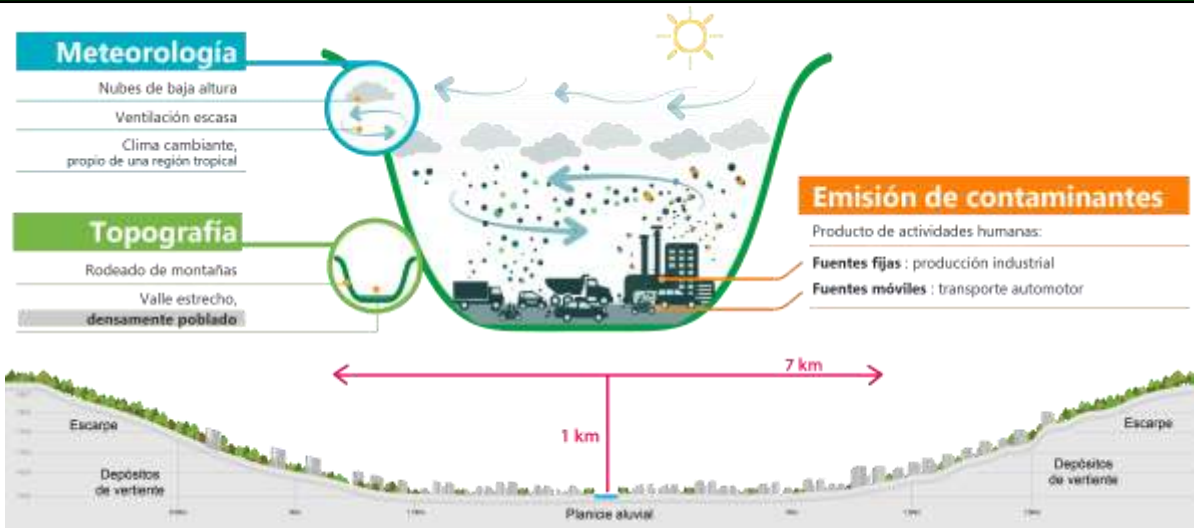 Meteorología
Nubes de baja altura
Ventilación escasa
Clima cambiante,
propio de una región tropical
Topografía
Rodeado de montañas
Valle estrecho,
densamente poblado
Emisión de contaminantes
Producto de actividades humanas:
Fuentes fijas : producción industrial
Fuentes móviles : transporte automotor
7 km
1 km
Escarpe
Depósitos
de vertiente
Planicie aluvial
Escarpe
Depósitos
de vertiente